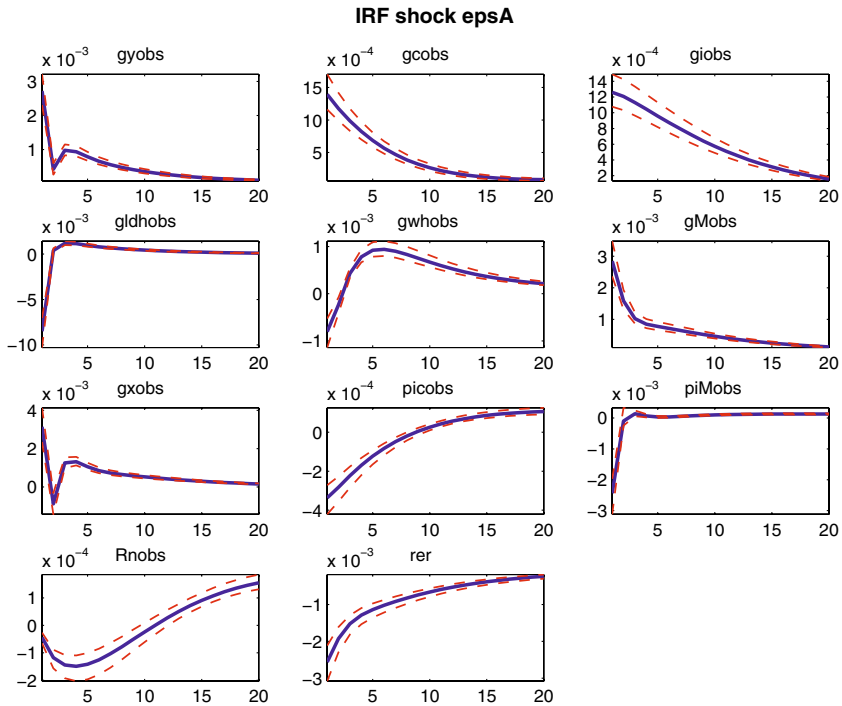 IRF shock epsA
x 10⁻³ gyobs
3
2
1
5 10 15 20
x 10⁻⁴ gcobs
15
10
5
5 10 15 20
x 10⁻⁴ giobs
14
12
10
8
6
4
2
5 10 15 20
x 10⁻³ gldhobs
0
−5
−10
5 10 15 20
x 10⁻³ gwhobs
1
0
−1
5 10 15 20
x 10⁻³ gMobs
3
2
1
5 10 15 20
x 10⁻³ gxobs
4
2
0
5 10 15 20
x 10⁻⁴ picobs
0
−2
−4
5 10 15 20
x 10⁻³ piMobs
0
−1
−2
−3
5 10 15 20
x 10⁻⁴ Rnobs
1
0
−1
−2
5 10 15 20
x 10⁻³ rer
−1
−2
−3
5 10 15 20